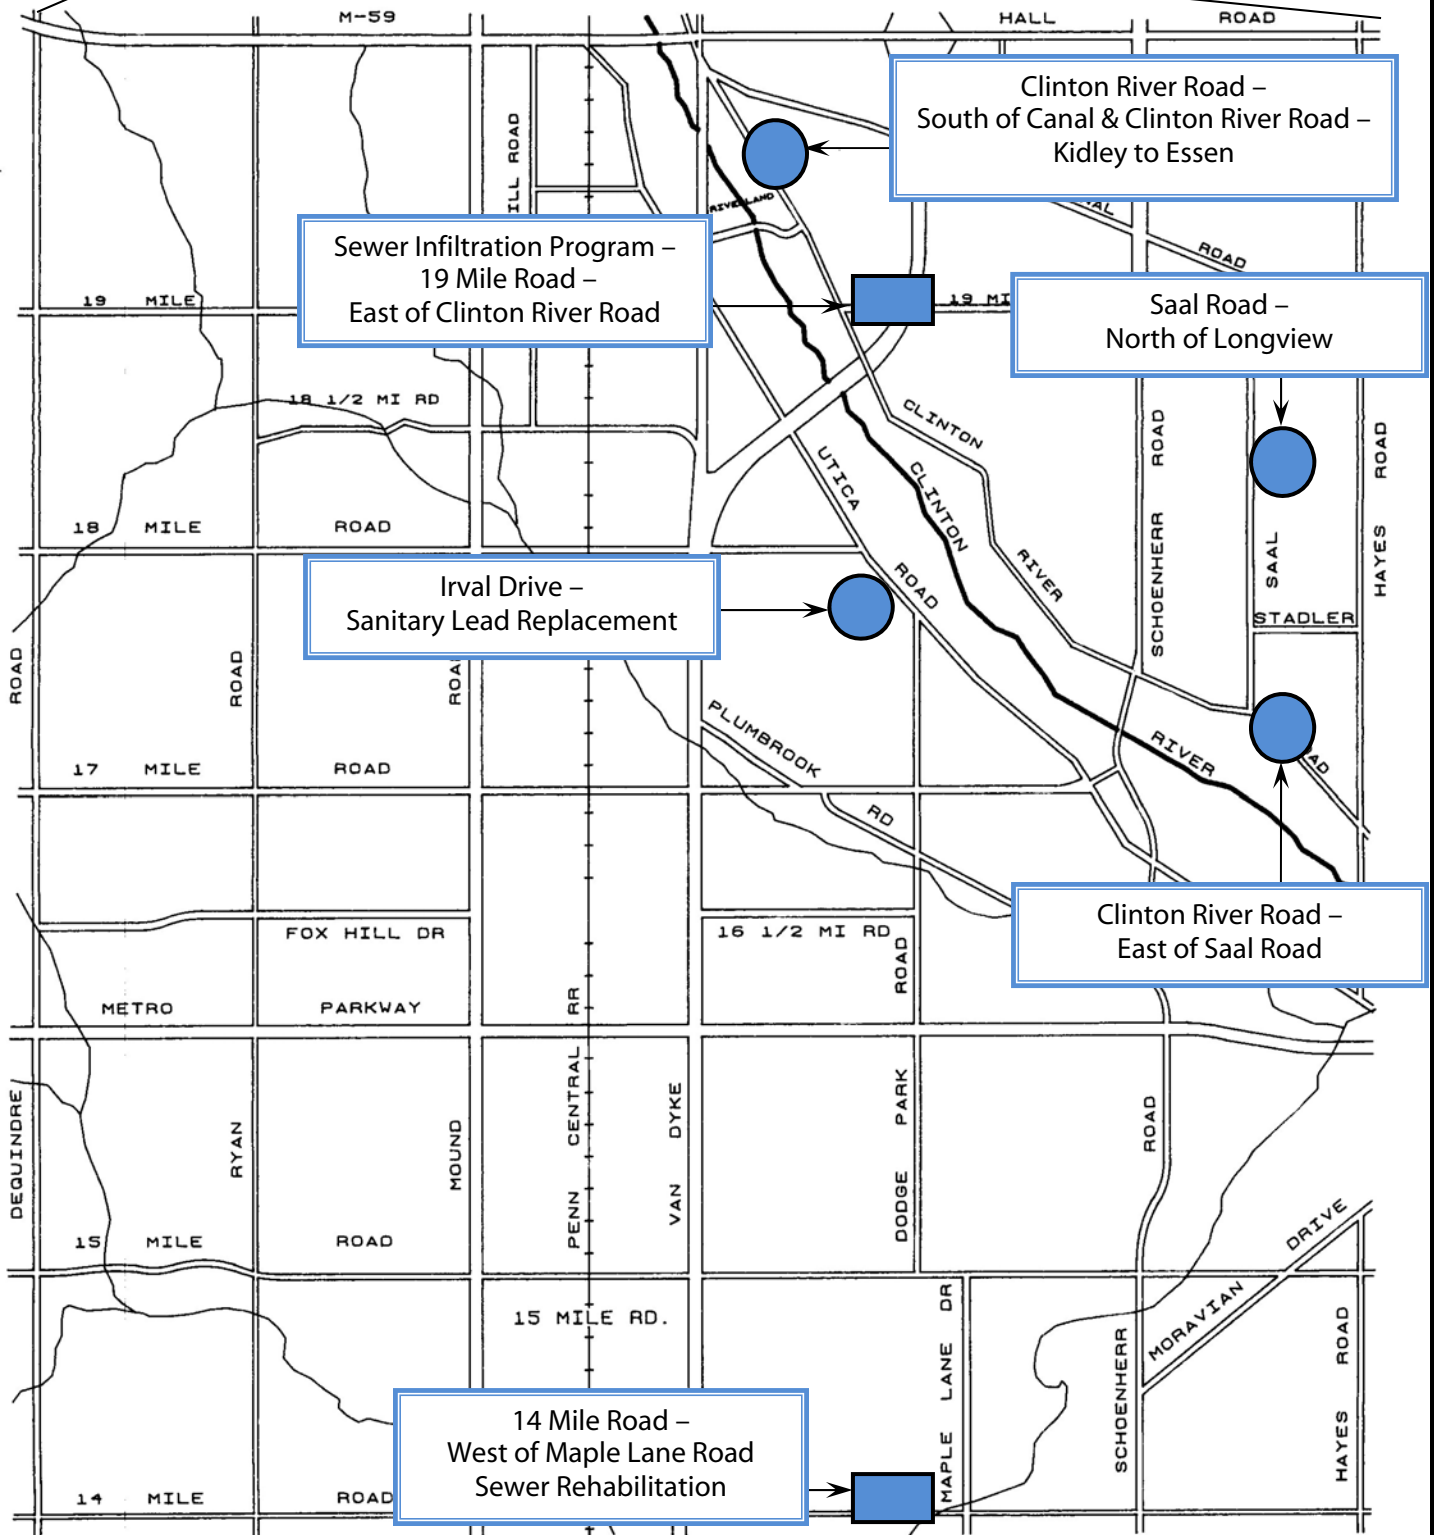 M-59
HALL ROAD
Clinton River Road –
South of Canal & Clinton River Road –
Kidley to Essen
ILL ROAD
RIVERLAND
NAL
ROAD
Sewer Infiltration Program –
19 Mile Road –
East of Clinton River Road
19 MILE
19 MI
Saal Road –
North of Longview
18 1/2 MI RD
CLINTON
RIVER
UTICA
ROAD
CLINTON
RIVER
SCHOENHERR ROAD
SAAL
HAYES ROAD
18 MILE ROAD
Irval Drive –
Sanitary Lead Replacement
STADLER
ROAD
ROAD
ROA
PLUMBROOK
RD
AD
17 MILE ROAD
Clinton River Road –
East of Saal Road
FOX HILL DR
16 1/2 MI RD
METRO PARKWAY
DEQUINDRE
RYAN
MOUND
PENN CENTRAL RR
VAN DYKE
DODGE PARK ROAD
ROAD
15 MILE ROAD
15 MILE RD.
MAPLE LANE DR
SCHOENHERR
MORAVIAN DRIVE
HAYES ROAD
14 Mile Road –
West of Maple Lane Road
Sewer Rehabilitation
14 MILE ROAD